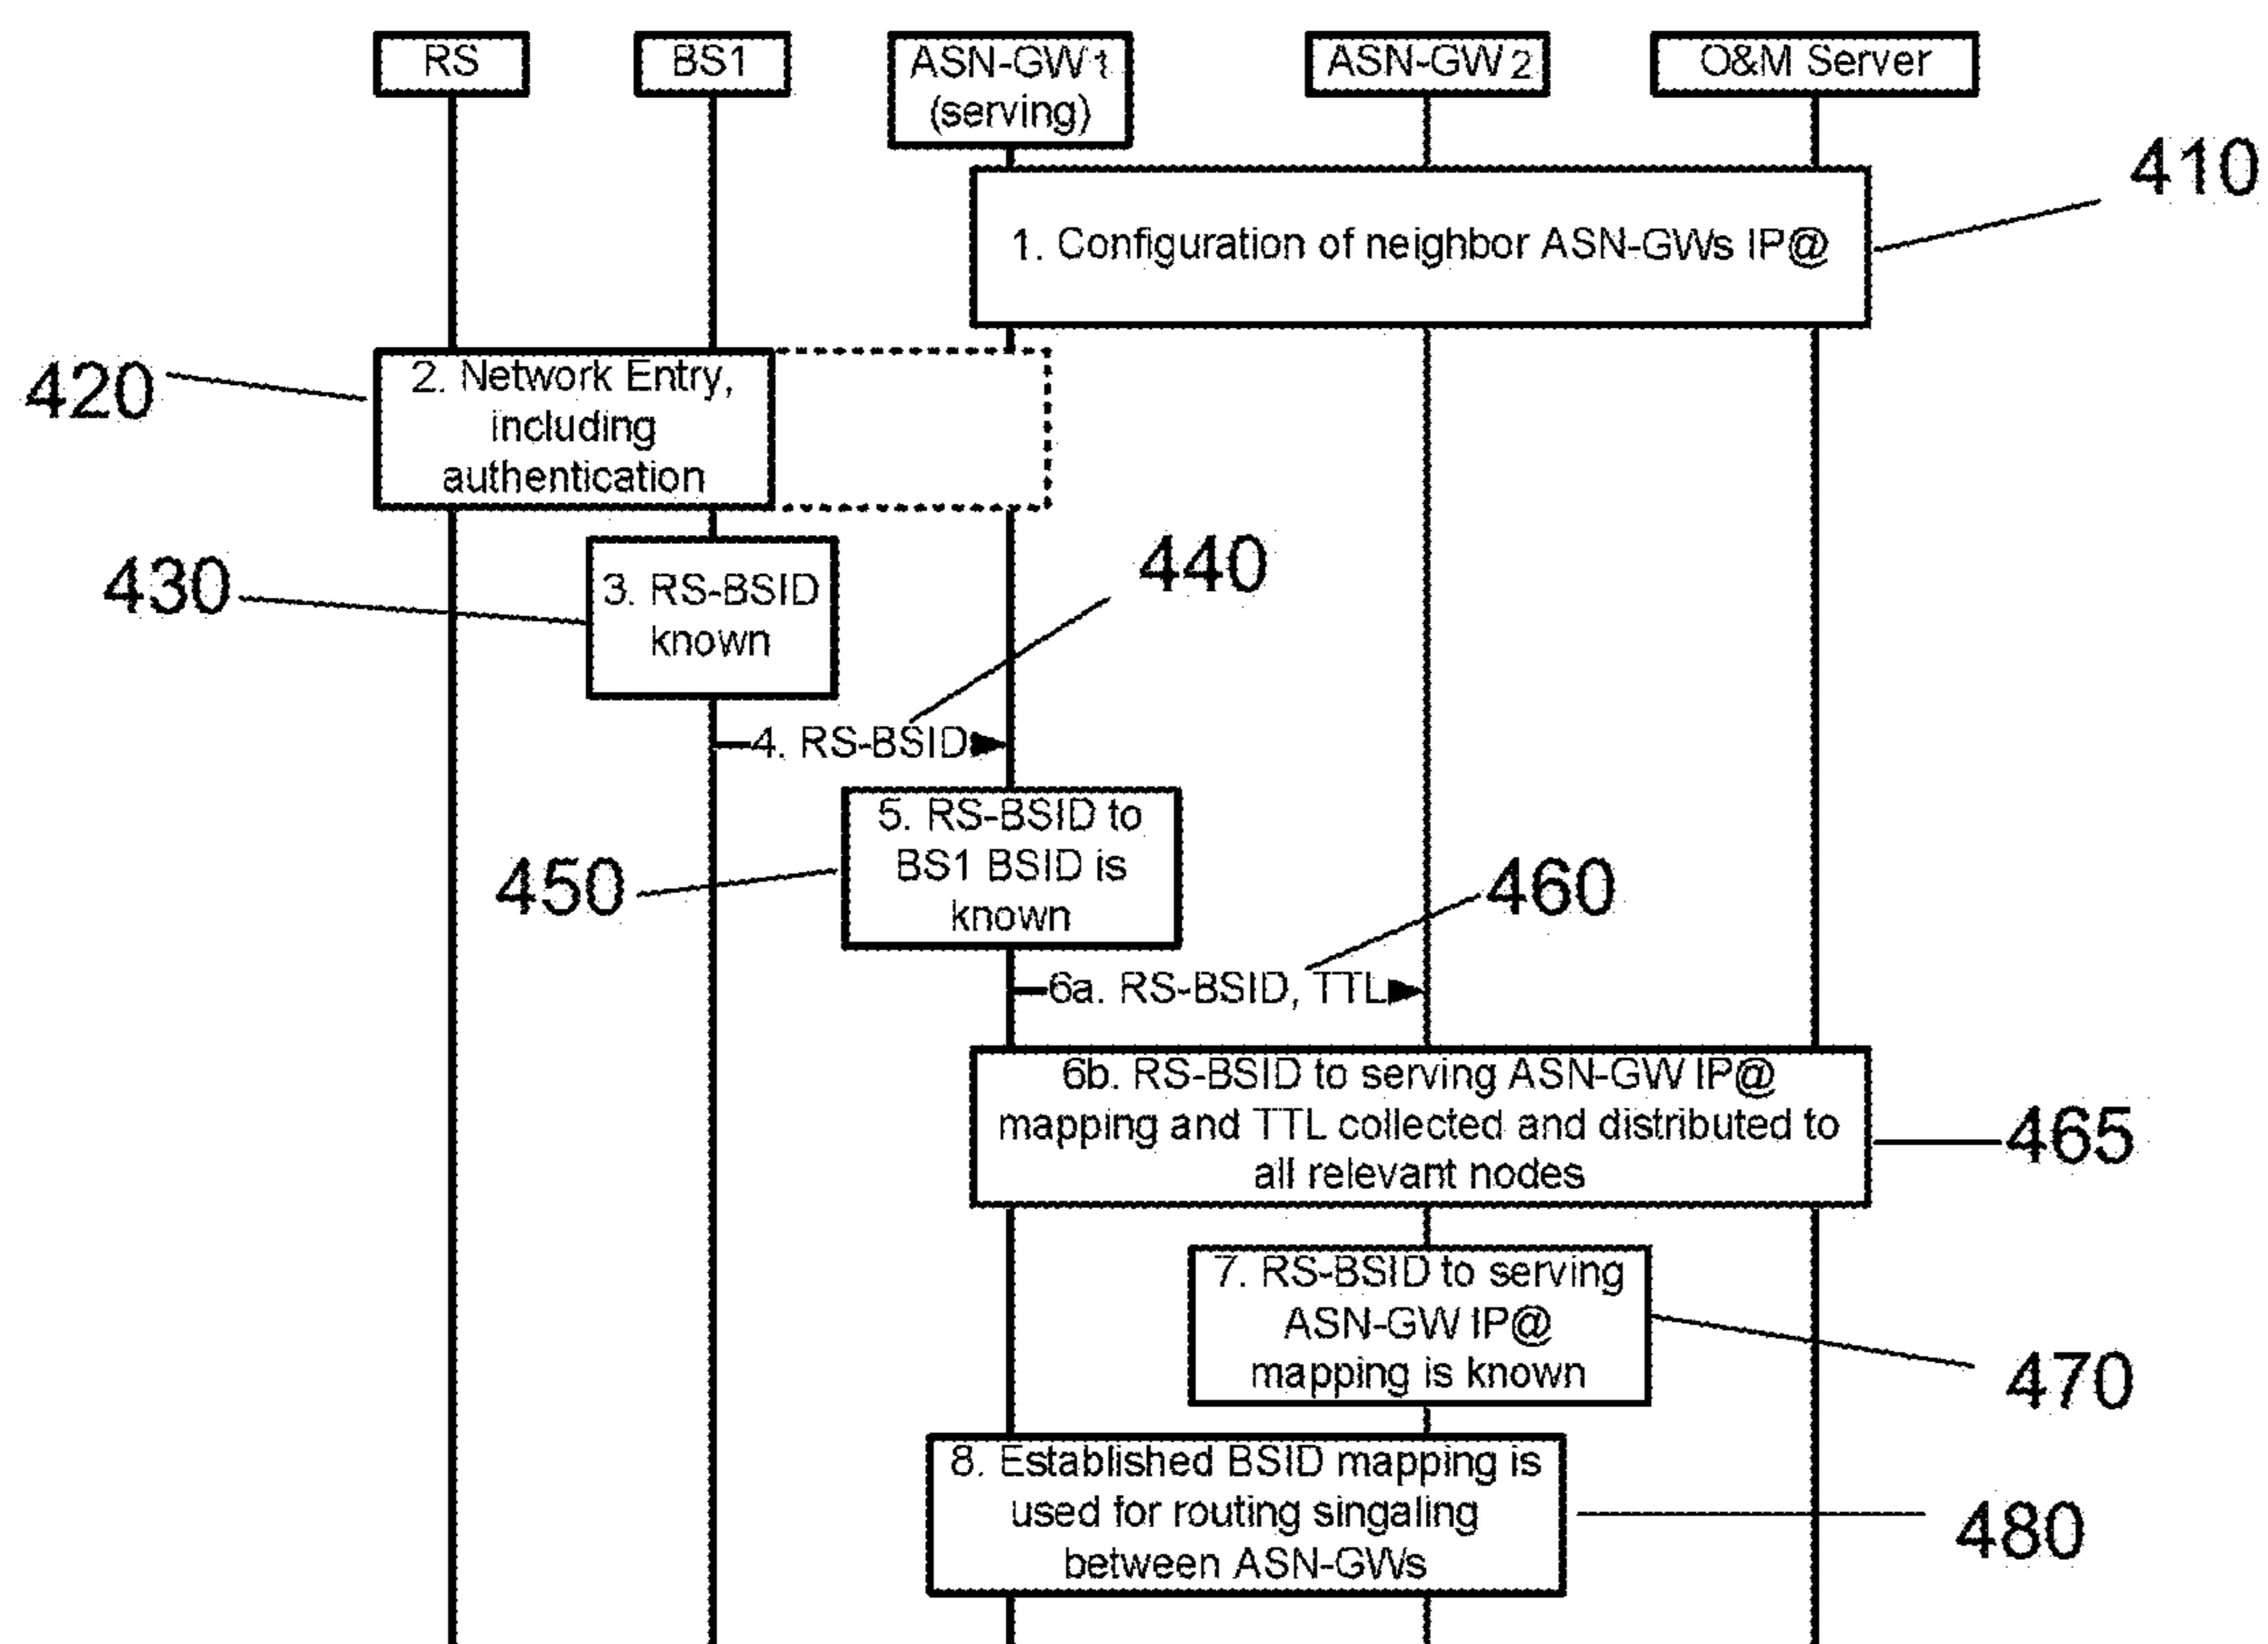 RS
BS1
ASN-GW 1
(serving)
ASN-GW 2
O&M Server
410
1. Configuration of neighbor ASN-GWs IP@
420
2. Network Entry,
including
authentication
430
3. RS-BSID
known
440
4. RS-BSID
450
5. RS-BSID to
BS1 BSID is
known
460
6a. RS-BSID, TTL
6b. RS-BSID to serving ASN-GW IP@
mapping and TTL collected and distributed to
all relevant nodes
465
7. RS-BSID to serving
ASN-GW IP@
mapping is known
470
8. Established BSID mapping is
used for routing singaling
between ASN-GWs
480